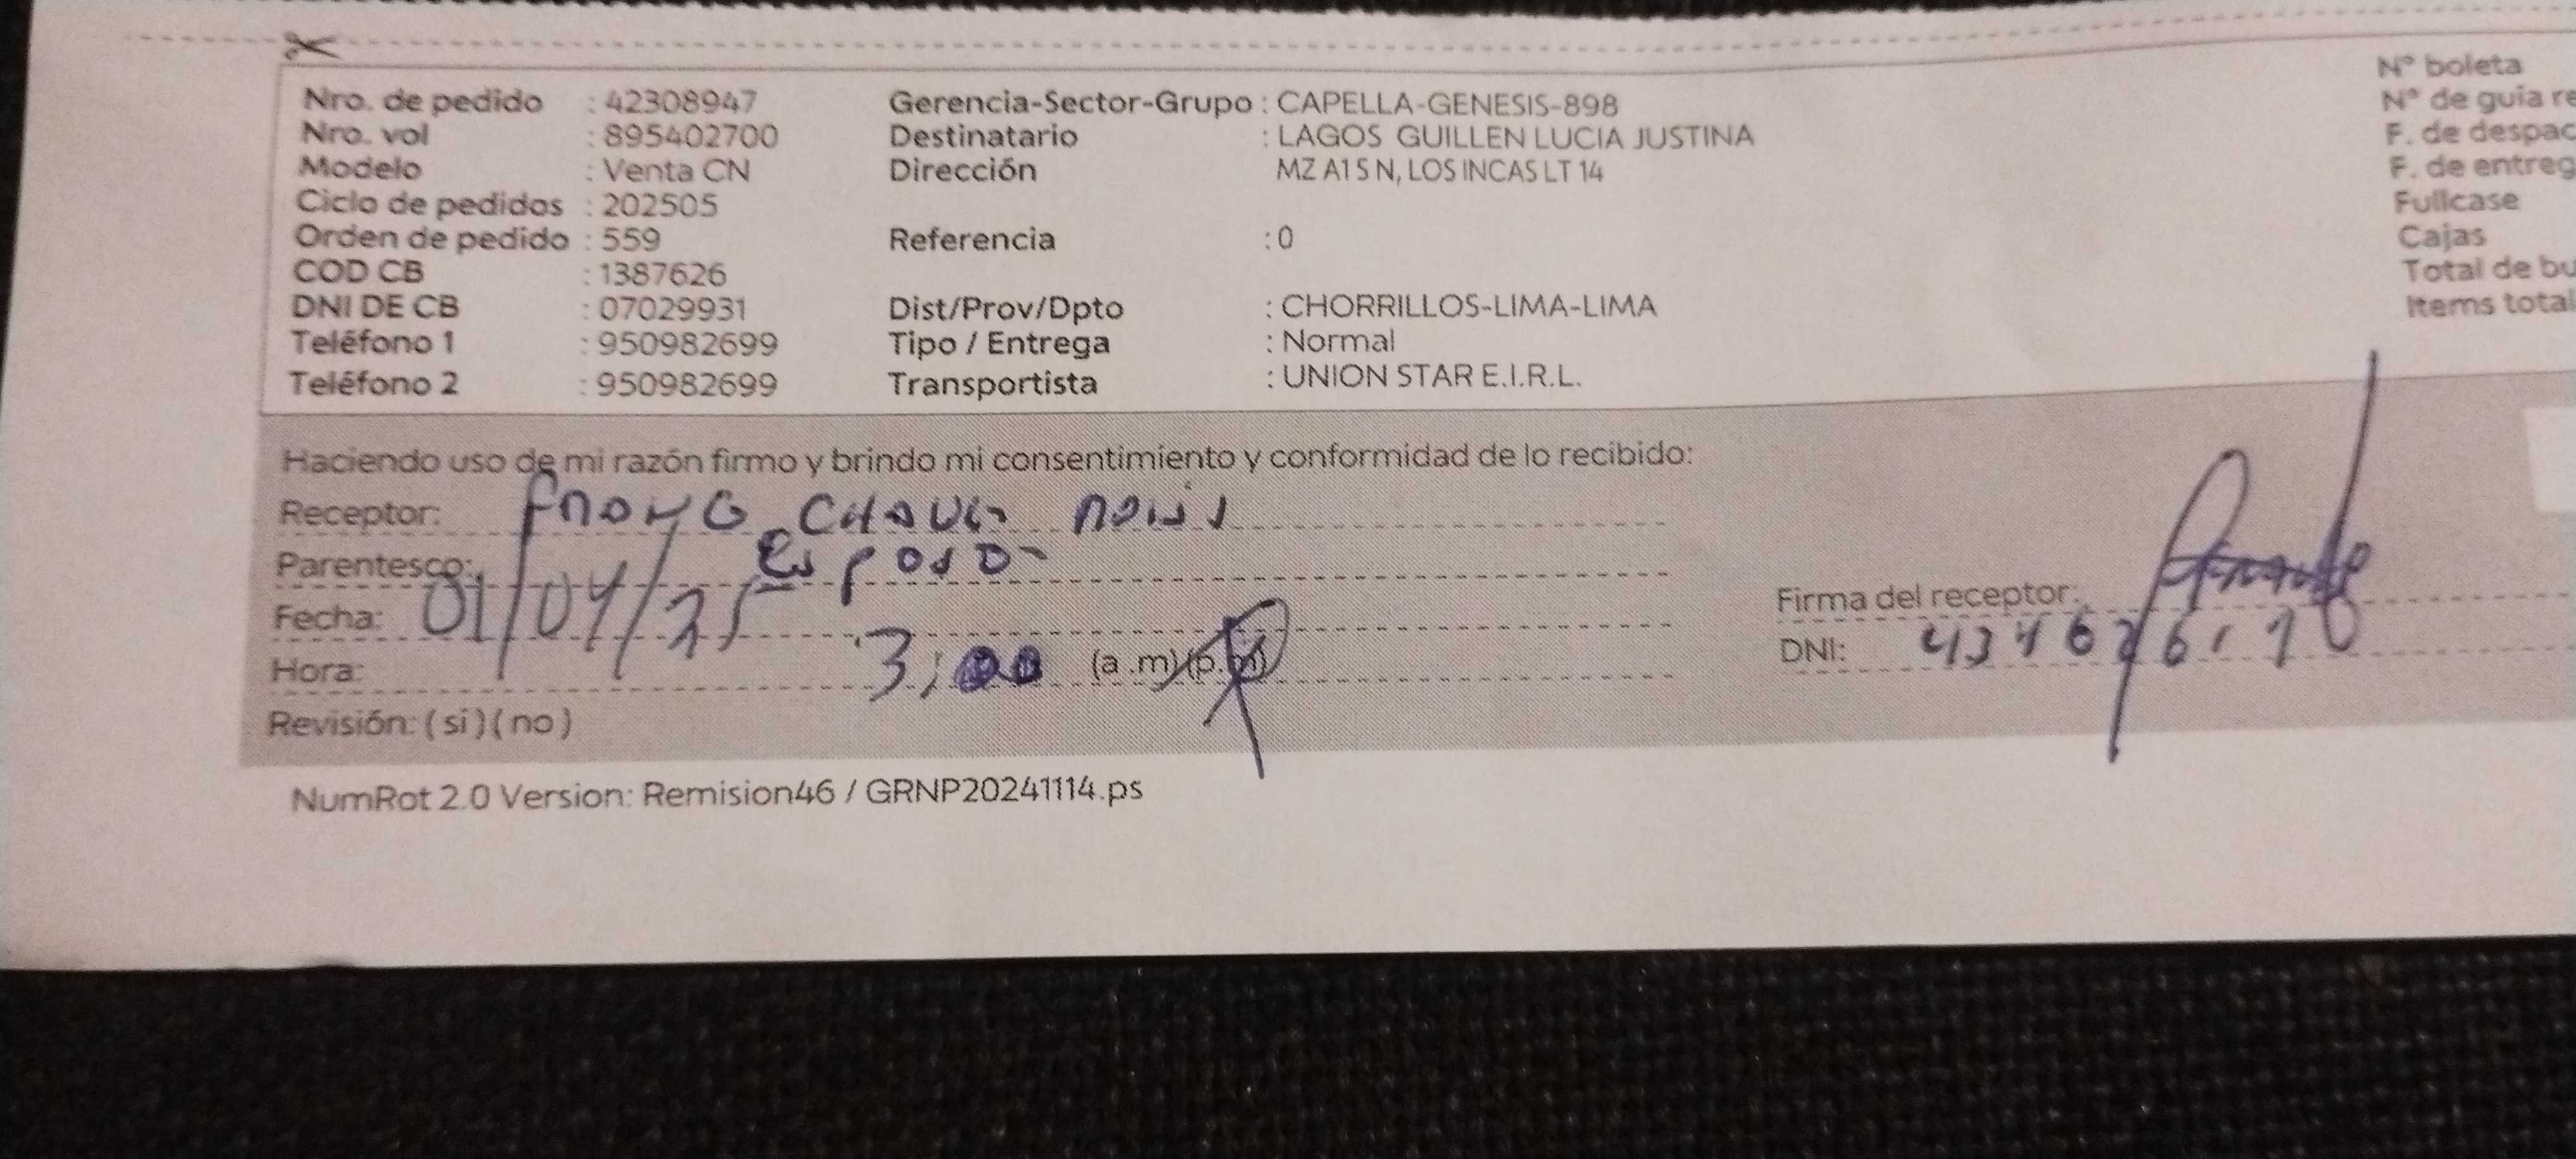 Nro. de pedido : 42308947 Gerencia-Sector-Grupo : CAPELLA-GENESIS-898 N° boleta
Nro. vol : 895402700 Destinatario : LAGOS GUILLEN LUCIA JUSTINA N° de guía re
Modelo : Venta CN Dirección MZ A1 S N, LOS INCAS LT 14 F. de despac
Ciclo de pedidos : 202505 F. de entreg
Orden de pedido : 559 Referencia : 0 Fullcase
COD CB : 1387626 Cajas
DNI DE CB : 07029931 Dist/Prov/Dpto : CHORRILLOS-LIMA-LIMA Total de bu
Teléfono 1 : 950982699 Tipo / Entrega : Normal Items total
Teléfono 2 : 950982699 Transportista : UNION STAR E.I.R.L.
Haciendo uso de mi razón firmo y brindo mi consentimiento y conformidad de lo recibido:
Receptor:
Parentesco: Esposo
Fecha: 01/04/25 Firma del receptor:
Hora: 3:00 (a .m)(p.m) DNI:
Revisión: ( si ) ( no )
NumRot 2.0 Version: Remision46 / GRNP20241114.ps